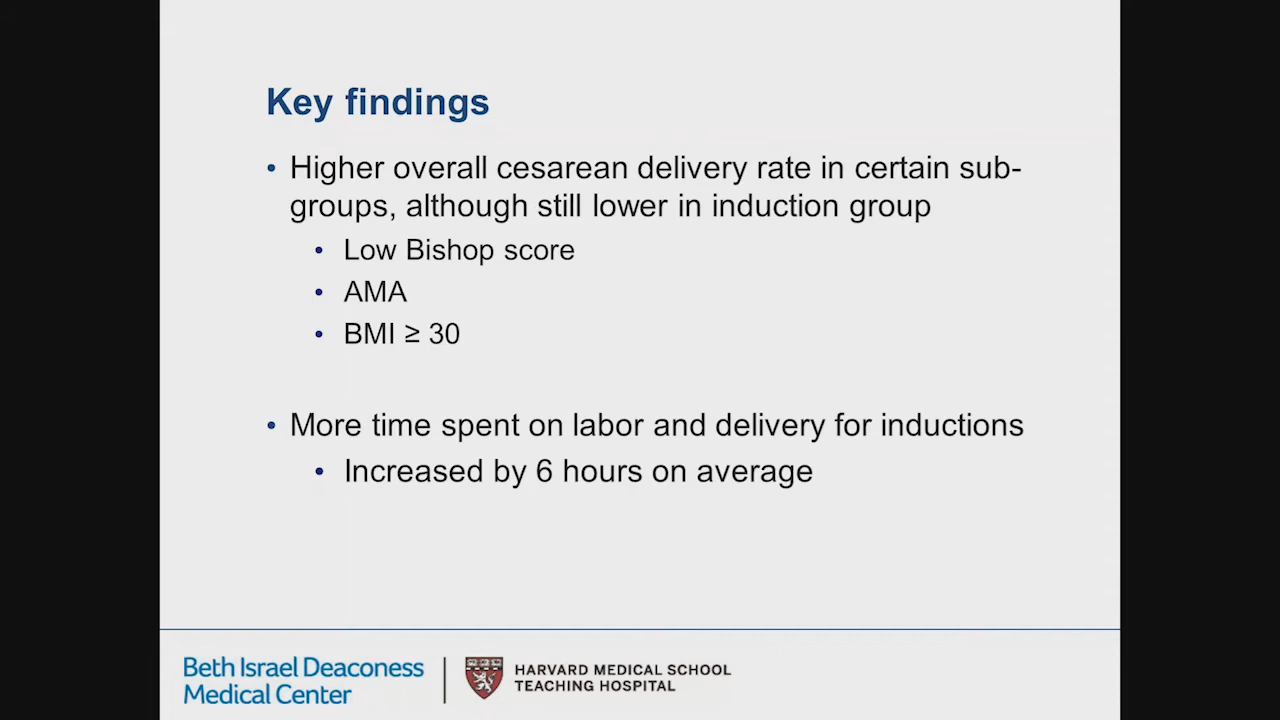 Key findings
• Higher overall cesarean delivery rate in certain sub-
groups, although still lower in induction group
• Low Bishop score
• AMA
• BMI ≥ 30
• More time spent on labor and delivery for inductions
• Increased by 6 hours on average
Beth Israel Deaconess
Medical Center
HARVARD MEDICAL SCHOOL
TEACHING HOSPITAL